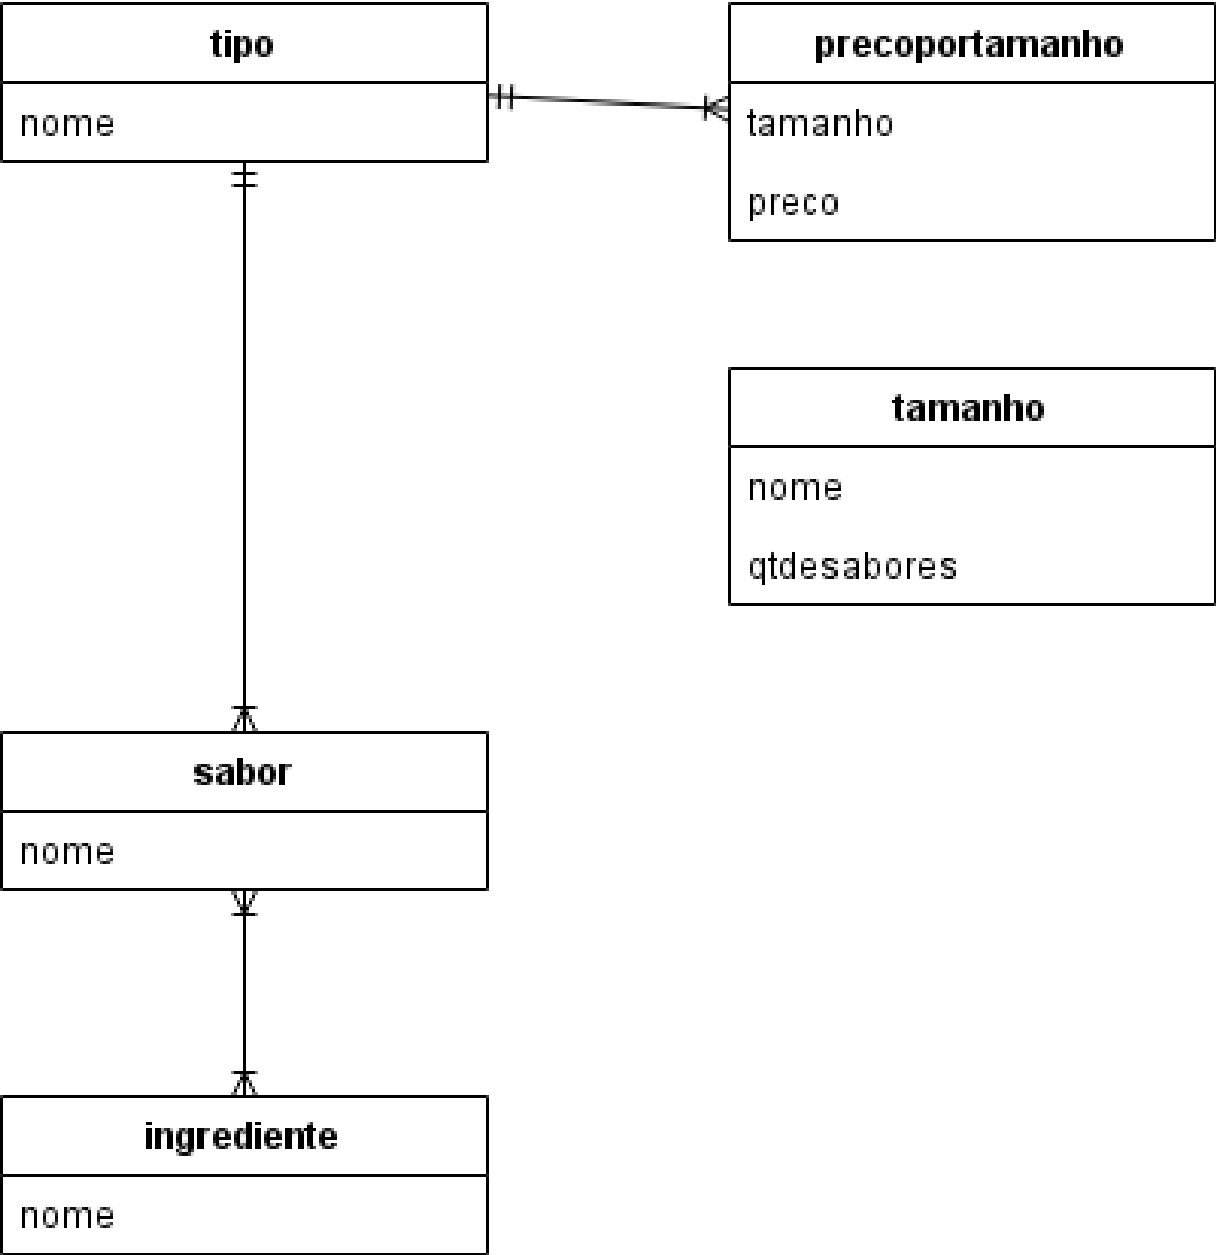 tipo
nome
precoportamanho
tamanho
preco
tamanho
nome
qtdesabores
sabor
nome
ingrediente
nome